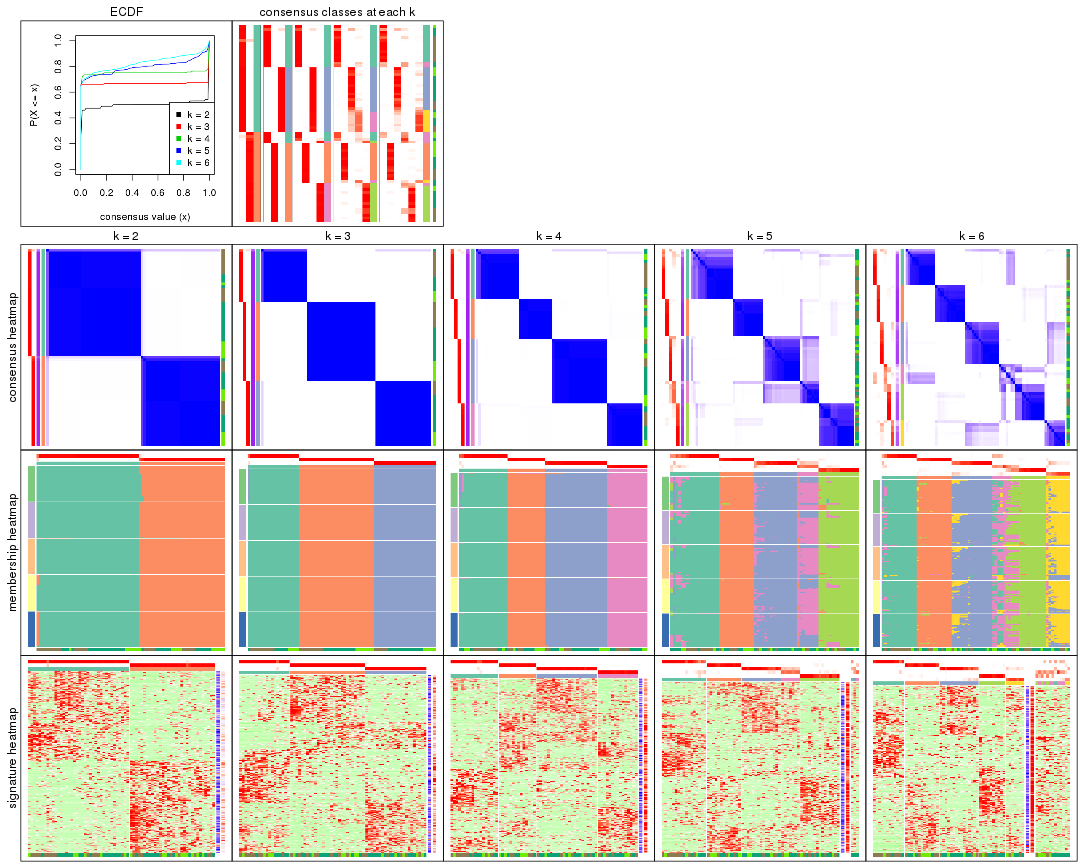 ECDF
consensus classes at each k
P(X <= x)
1.0
0.8
0.6
0.4
0.2
0.0
k = 2
k = 3
k = 4
k = 5
k = 6
0.0 0.2 0.4 0.6 0.8 1.0
consensus value (x)
k = 2
k = 3
k = 4
k = 5
k = 6
consensus heatmap
membership heatmap
signature heatmap